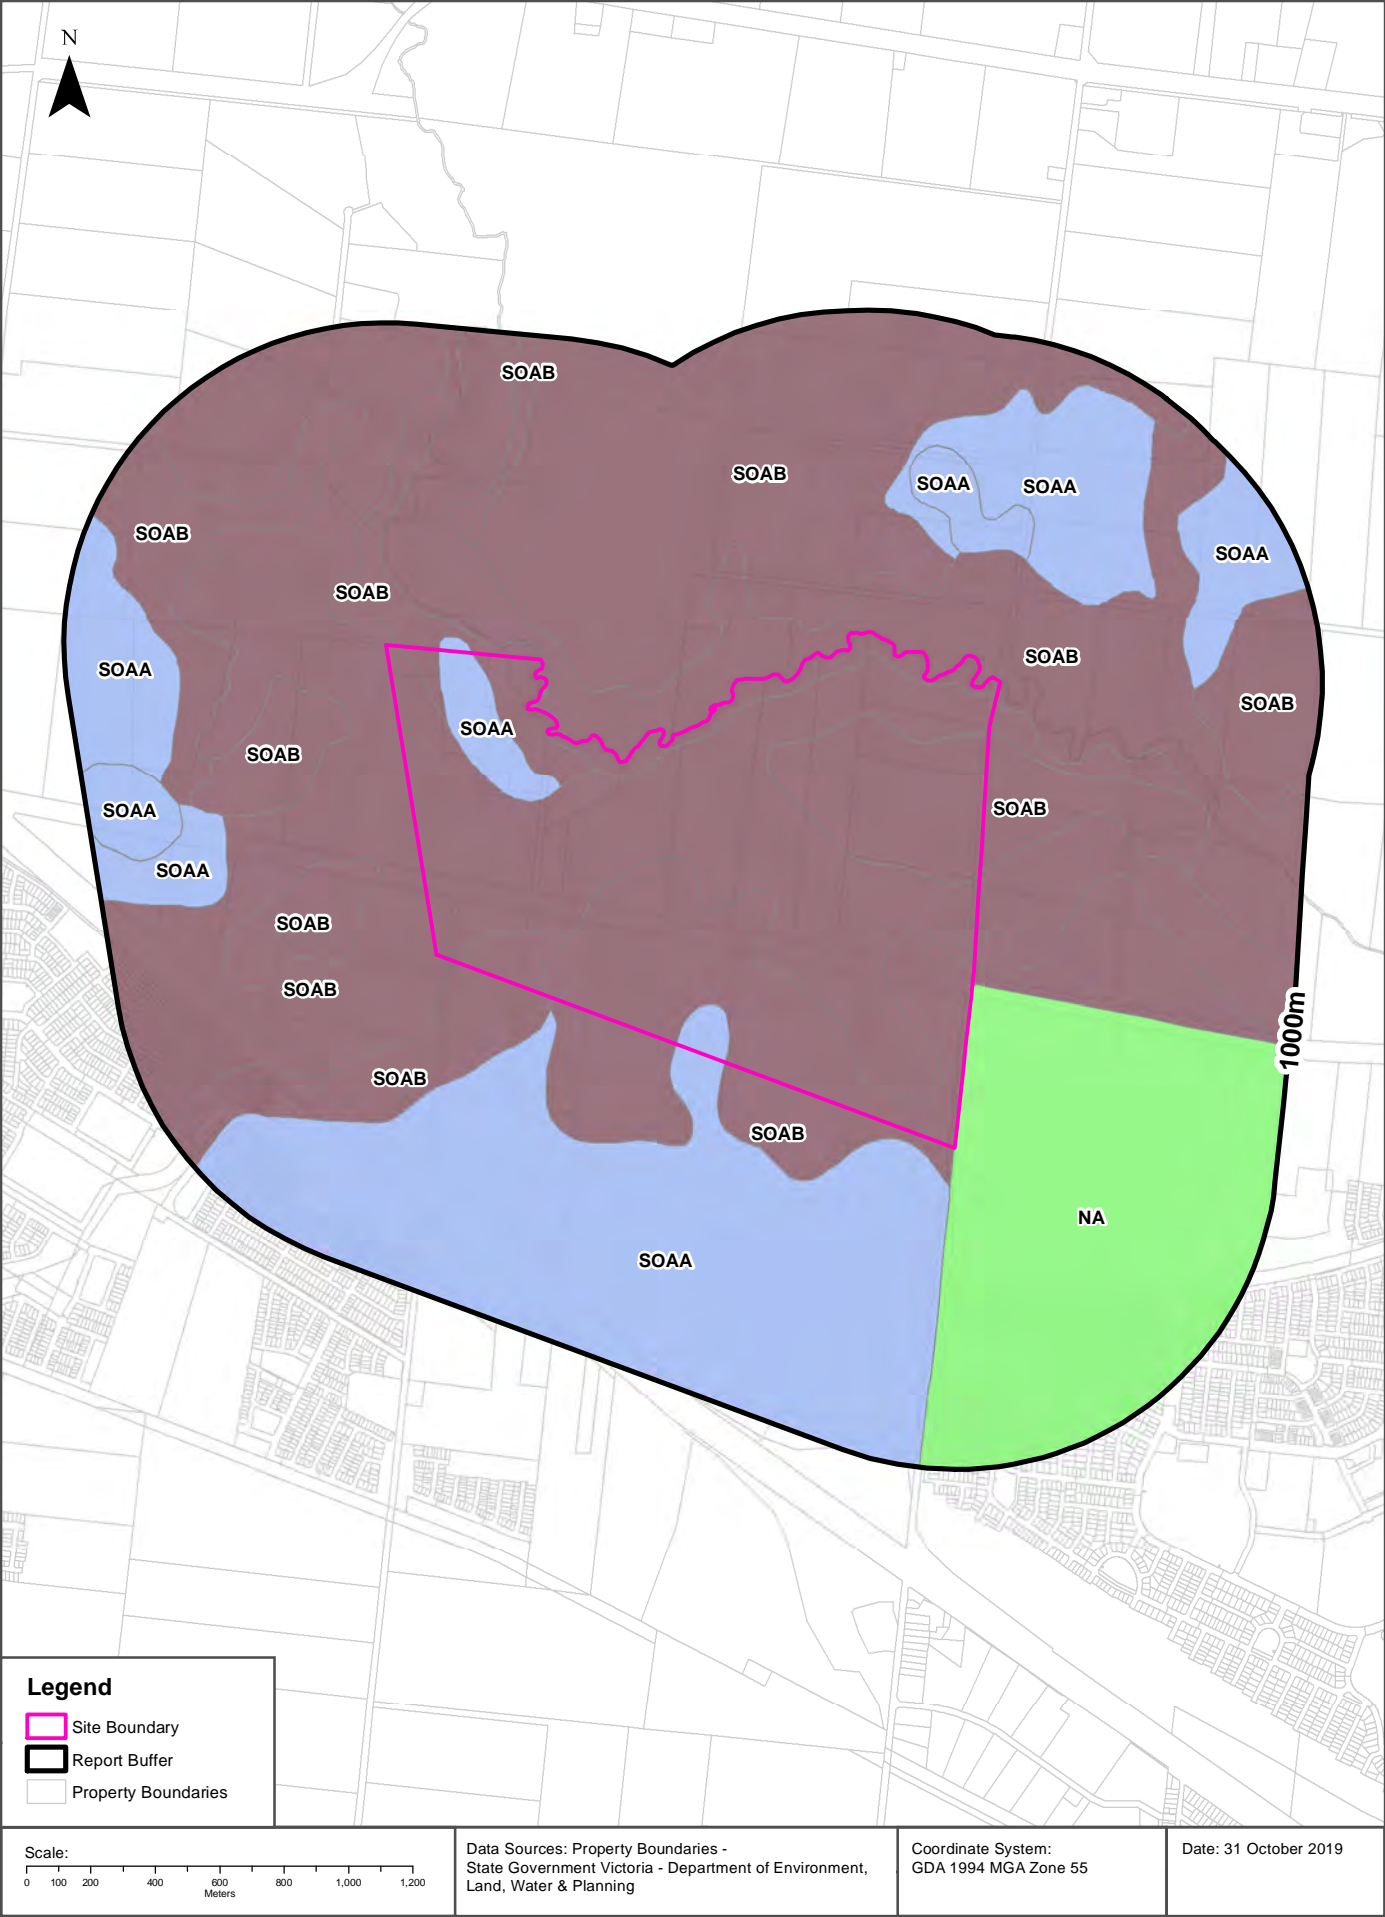 N
SOAB
SOAB
SOAA
SOAA
SOAB
SOAA
SOAB
SOAB
SOAA
SOAB
SOAA
SOAB
SOAB
SOAA
SOAB
SOAA
SOAB
SOAB
1000m
SOAB
SOAB
NA
SOAA
Legend
Site Boundary
Report Buffer
Property Boundaries
Scale:
0 100 200 400 600 800 1,000 1,200
Meters
Data Sources: Property Boundaries -
State Government Victoria - Department of Environment,
Land, Water & Planning
Coordinate System:
GDA 1994 MGA Zone 55
Date: 31 October 2019